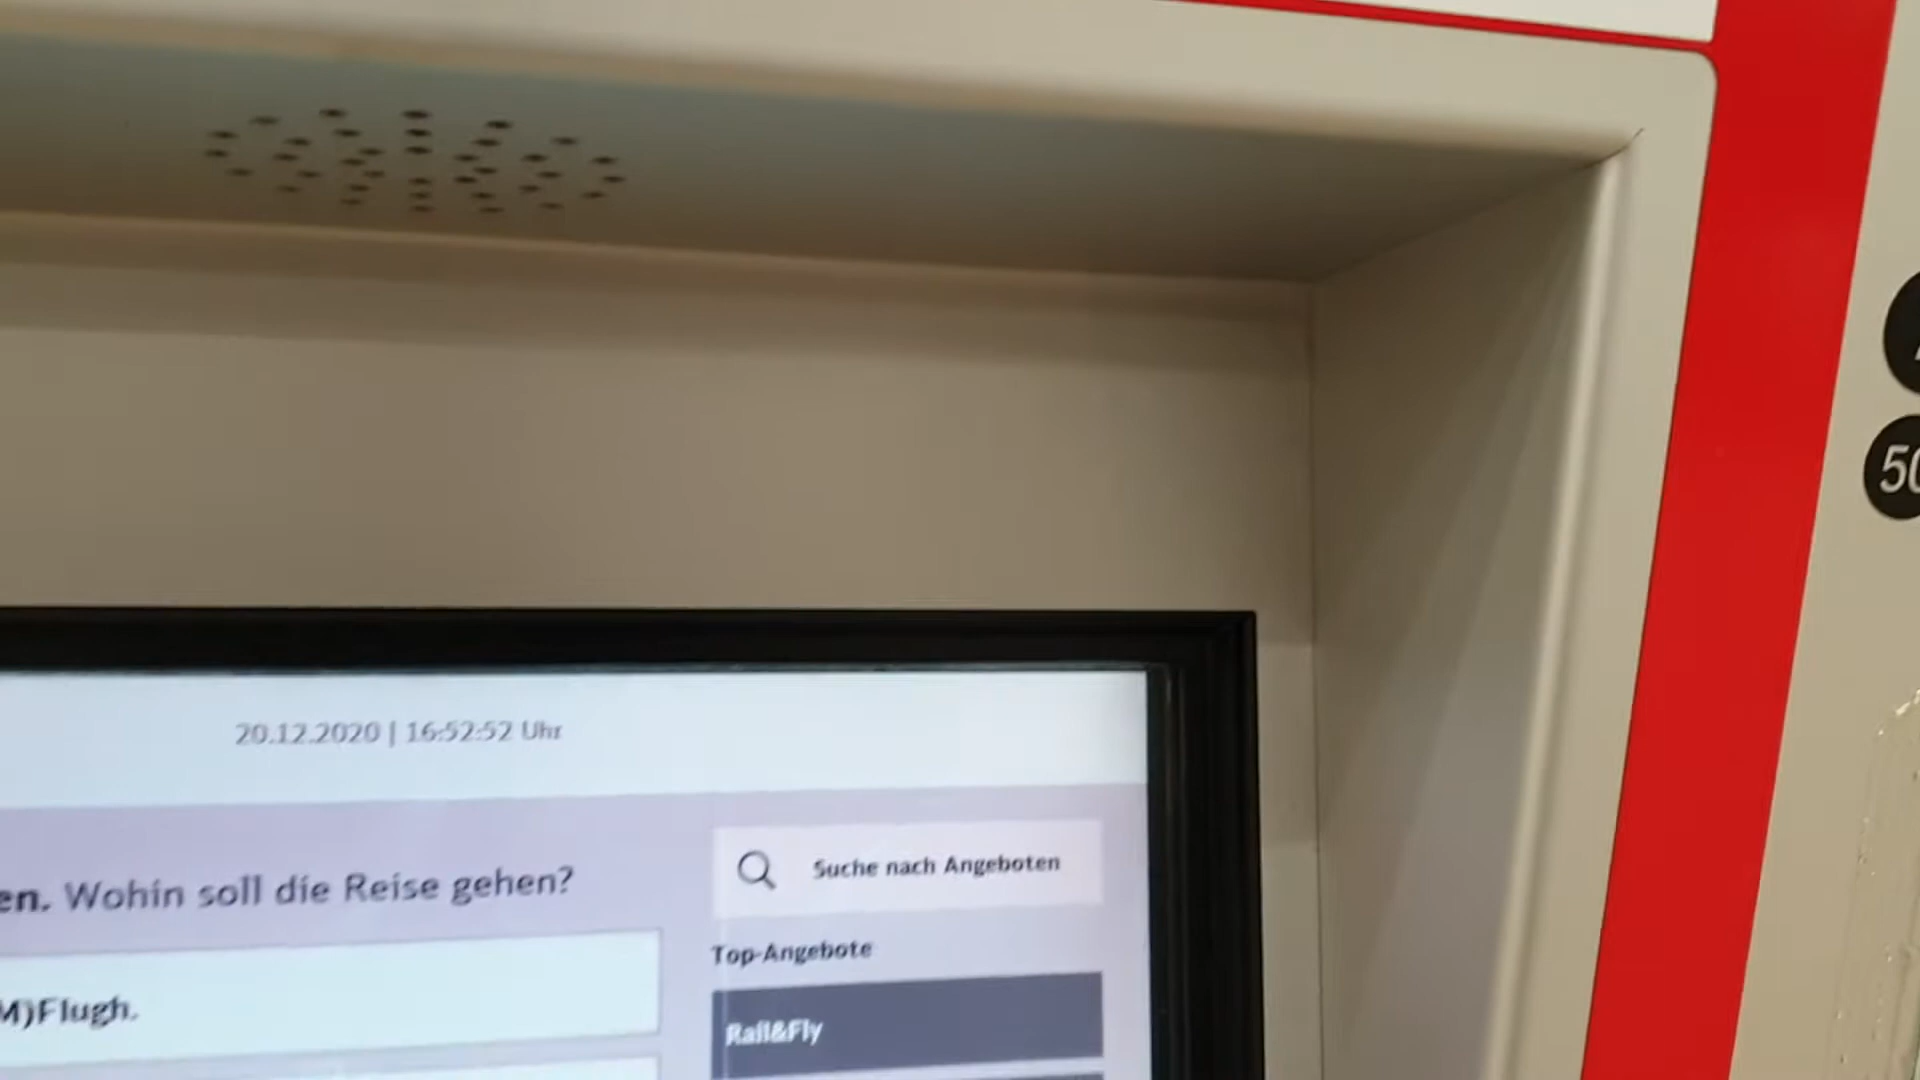 50
20.12.2020 | 16:52:52 Uhr
en. Wohin soll die Reise gehen?
Suche nach Angeboten
Top-Angebote
M)Flugh.
Rail&Fly